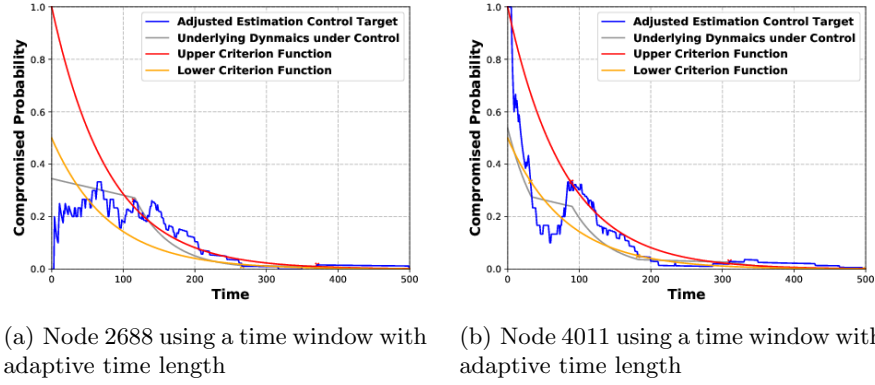 Adjusted Estimation Control Target
Underlying Dynmaics under Control
Upper Criterion Function
Lower Criterion Function
Compromised Probability
1.0
0.8
0.6
0.4
0.2
0.0
0 100 200 300 400 500
Time
Adjusted Estimation Control Target
Underlying Dynmaics under Control
Upper Criterion Function
Lower Criterion Function
Compromised Probability
1.0
0.8
0.6
0.4
0.2
0.0
0 100 200 300 400 500
Time
(a) Node 2688 using a time window with
adaptive time length
(b) Node 4011 using a time window with
adaptive time length